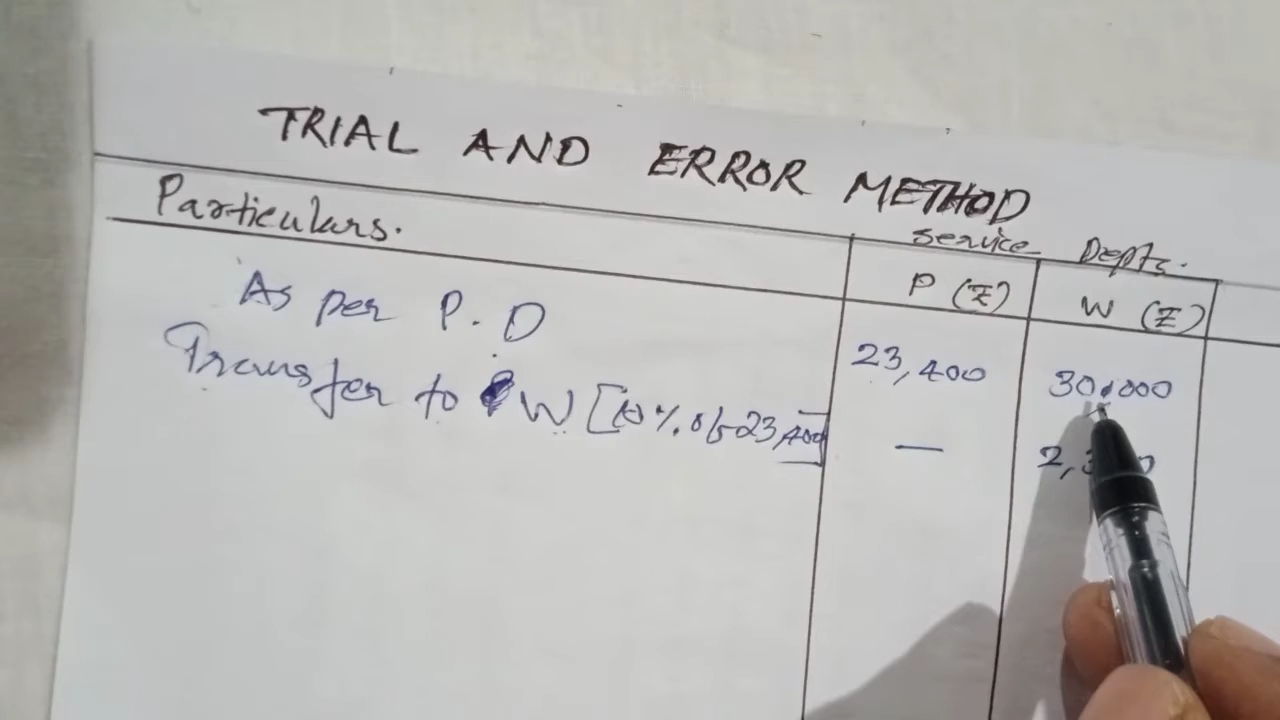 TRIAL AND ERROR METHOD
Particulars. Service Depts.
P (₹) W (₹)
As per P.D 23,400 30,000
Transfer to W [10% of 23,400] —